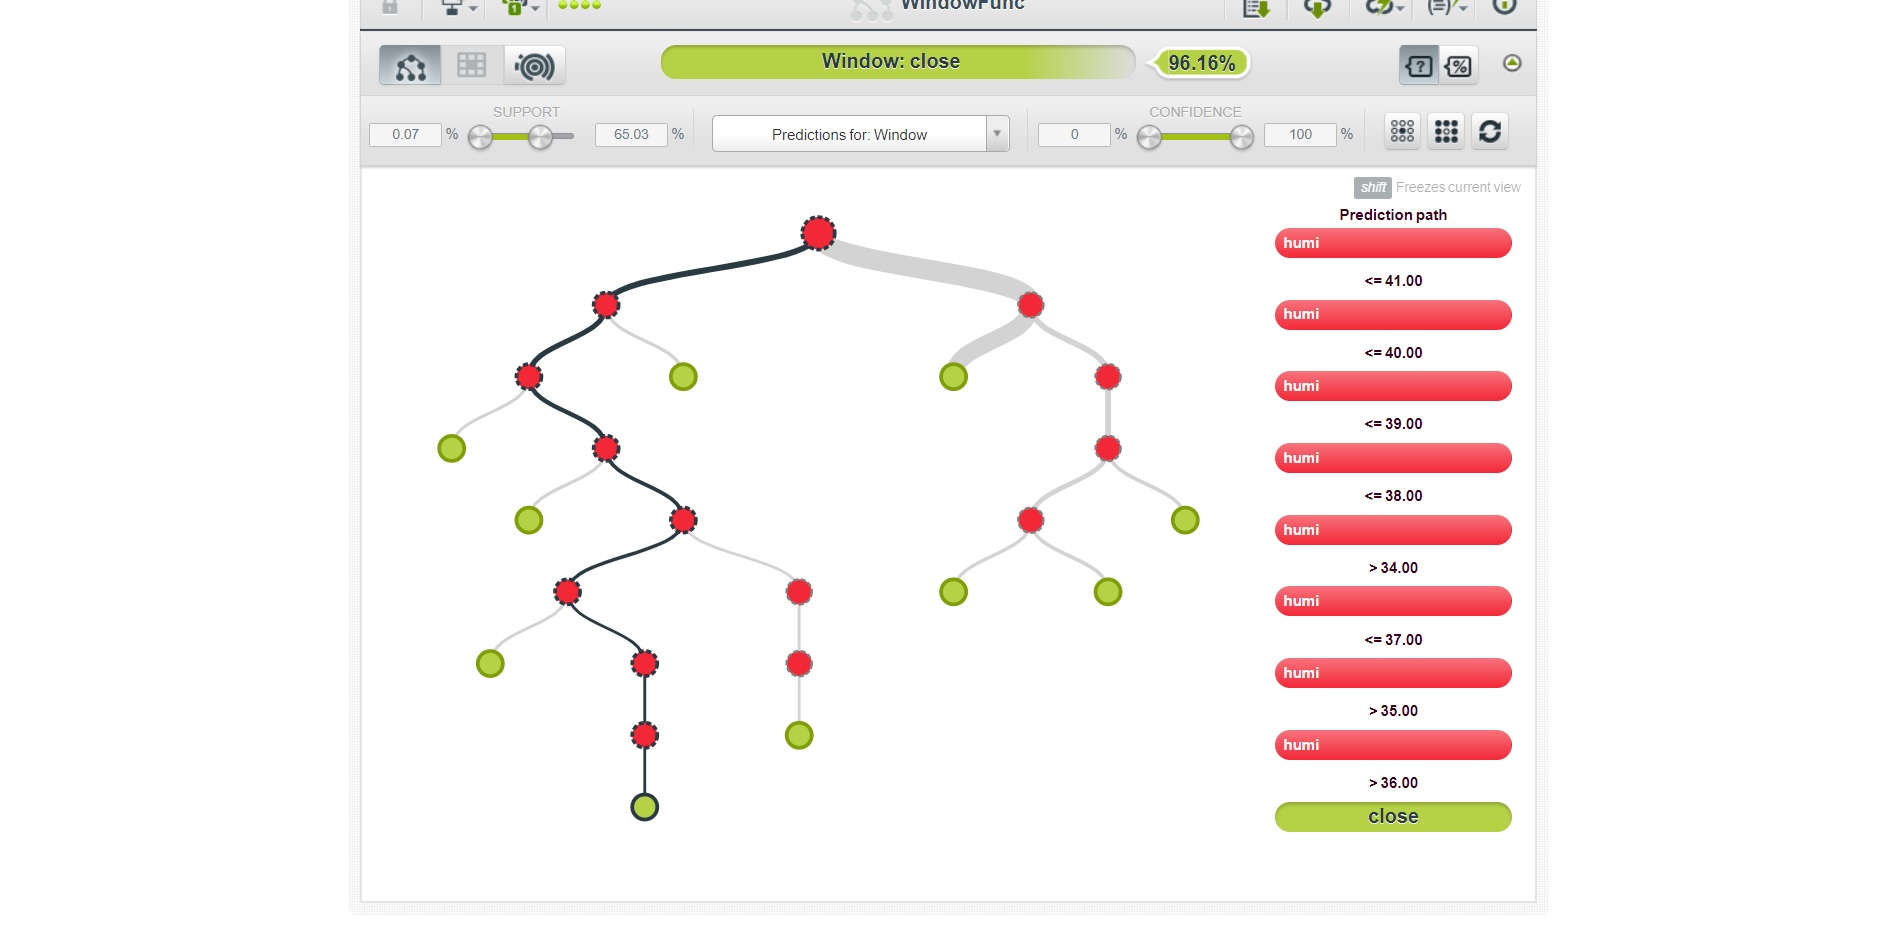 WindowFunc
1
Window: close
96.16%
?
%
SUPPORT
0.07 %
65.03 %
Predictions for: Window
CONFIDENCE
0 %
100 %
shift Freezes current view
Prediction path
humi
<= 41.00
humi
<= 40.00
humi
<= 39.00
humi
<= 38.00
humi
> 34.00
humi
<= 37.00
humi
> 35.00
humi
> 36.00
close